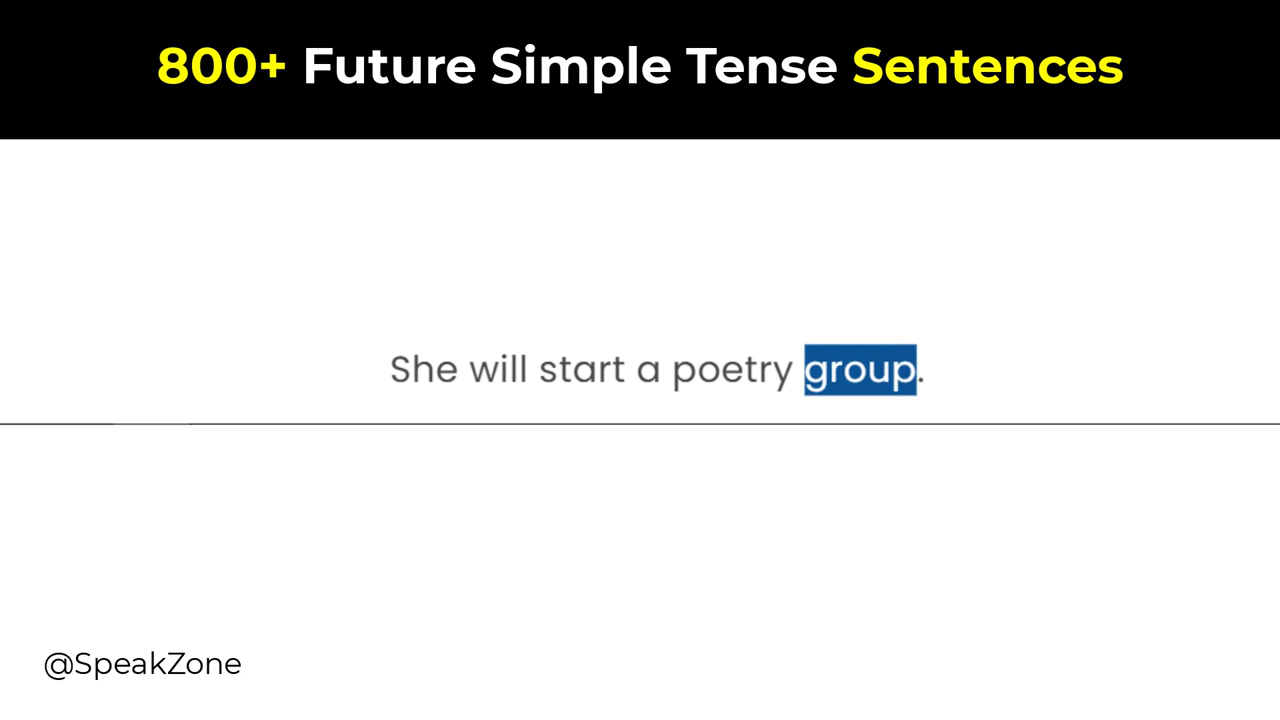 800+ Future Simple Tense Sentences
She will start a poetry group.
@SpeakZone